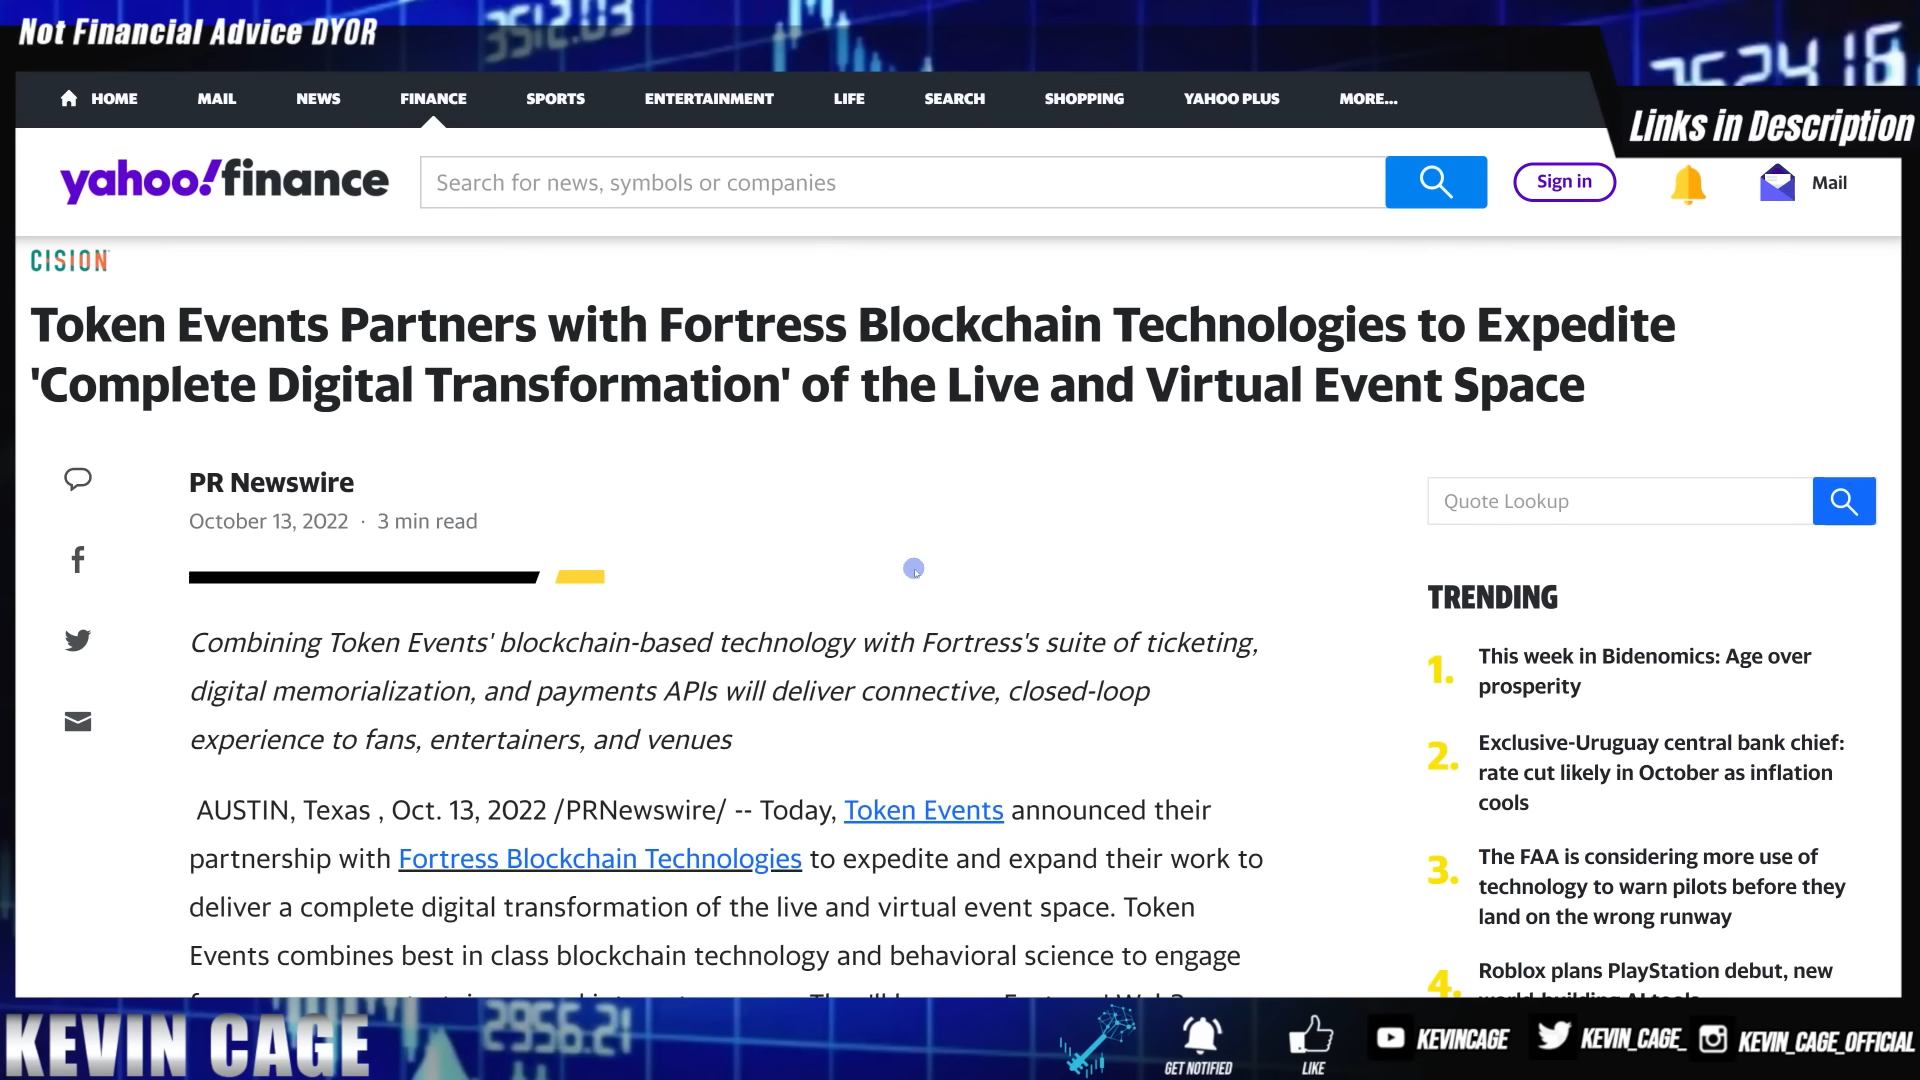 Not Financial Advice DYOR
3512.03
HOME MAIL NEWS FINANCE SPORTS ENTERTAINMENT LIFE SEARCH SHOPPING YAHOO PLUS MORE...
Links in Description
yahoo!finance
Search for news, symbols or companies
Sign in
Mail
CISION
Token Events Partners with Fortress Blockchain Technologies to Expedite
'Complete Digital Transformation' of the Live and Virtual Event Space
PR Newswire
October 13, 2022 · 3 min read
Combining Token Events' blockchain-based technology with Fortress's suite of ticketing,
digital memorialization, and payments APIs will deliver connective, closed-loop
experience to fans, entertainers, and venues
AUSTIN, Texas , Oct. 13, 2022 /PRNewswire/ -- Today, Token Events announced their
partnership with Fortress Blockchain Technologies to expedite and expand their work to
deliver a complete digital transformation of the live and virtual event space. Token
Events combines best in class blockchain technology and behavioral science to engage
Quote Lookup
TRENDING
1. This week in Bidenomics: Age over
prosperity
2. Exclusive-Uruguay central bank chief:
rate cut likely in October as inflation
cools
3. The FAA is considering more use of
technology to warn pilots before they
land on the wrong runway
4. Roblox plans PlayStation debut, new
KEVIN CAGE
2956.21
GET NOTIFIED
LIKE
KEVINCAGE
KEVIN_CAGE_
KEVIN_CAGE_OFFICIAL